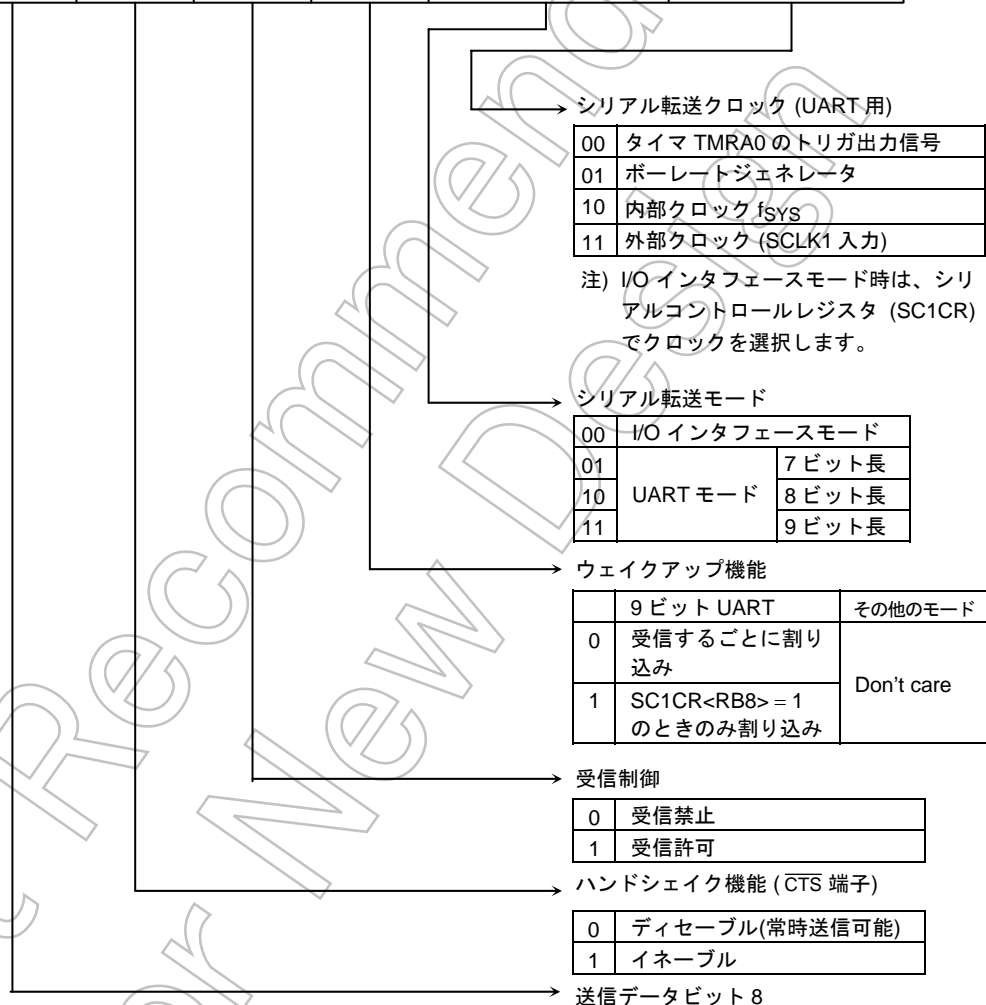 シリアル転送クロック (UART 用)
00 タイマ TMRA0 のトリガ出力信号
01 ボーレートジェネレータ
10 内部クロック fSYS
11 外部クロック (SCLK1 入力)
注) I/O インタフェースモード時は、シリ
アルコントロールレジスタ (SC1CR)
でクロックを選択します。
シリアル転送モード
00 I/O インタフェースモード
01 7 ビット長
10 UART モード 8 ビット長
11 9 ビット長
ウェイクアップ機能
9 ビット UART その他のモード
0 受信するごとに割り
込み
Don't care
1 SC1CR<RB8> = 1
のときのみ割り込み
受信制御
0 受信禁止
1 受信許可
ハンドシェイク機能 ( CTS 端子)
0 ディセーブル(常時送信可能)
1 イネーブル
送信データビット 8
Recommend
New Design
or